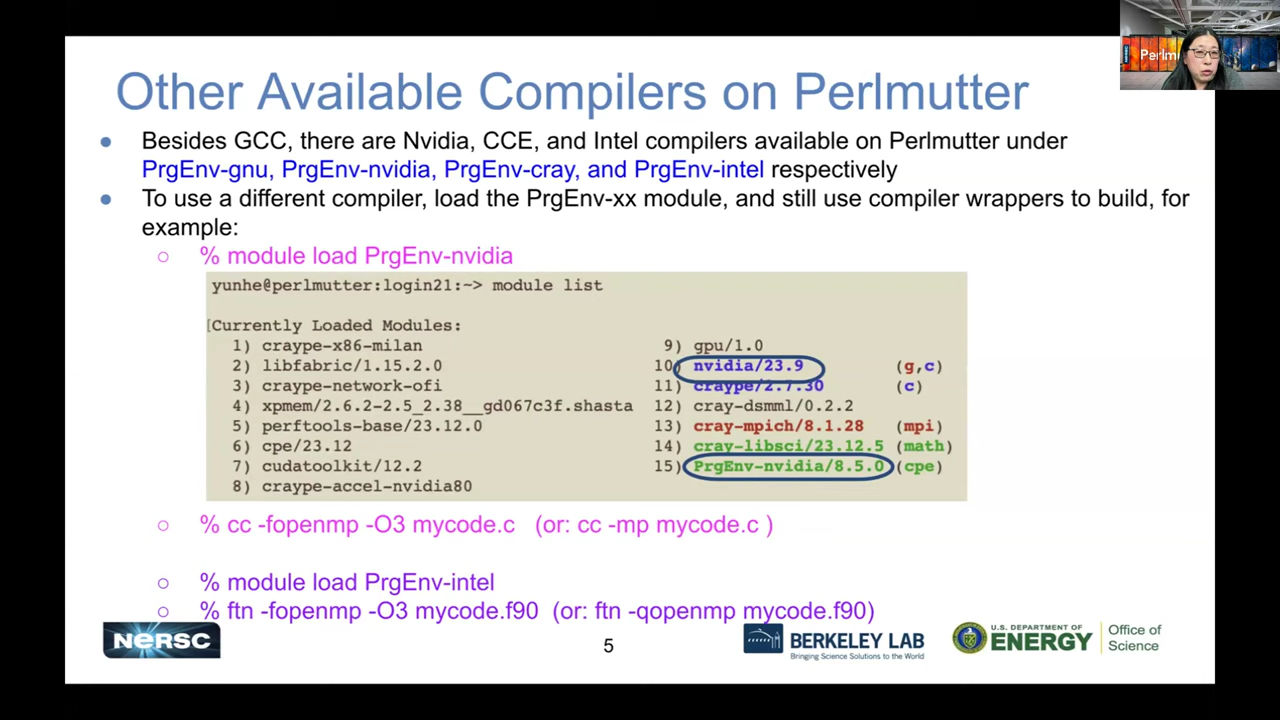 Perlm
Other Available Compilers on Perlmutter
● Besides GCC, there are Nvidia, CCE, and Intel compilers available on Perlmutter under
PrgEnv-gnu, PrgEnv-nvidia, PrgEnv-cray, and PrgEnv-intel respectively
● To use a different compiler, load the PrgEnv-xx module, and still use compiler wrappers to build, for
example:
○ % module load PrgEnv-nvidia
yunhe@perlmutter:login21:~> module list
[Currently Loaded Modules:
1) craype-x86-milan 9) gpu/1.0
2) libfabric/1.15.2.0 10) nvidia/23.9 (g,c)
3) craype-network-ofi 11) craype/2.7.30 (c)
4) xpmem/2.6.2-2.5_2.38__gd067c3f.shasta 12) cray-dsmml/0.2.2
5) perftools-base/23.12.0 13) cray-mpich/8.1.28 (mpi)
6) cpe/23.12 14) cray-libsci/23.12.5 (math)
7) cudatoolkit/12.2 15) PrgEnv-nvidia/8.5.0 (cpe)
8) craype-accel-nvidia80
○ % cc -fopenmp -O3 mycode.c (or: cc -mp mycode.c )
○ % module load PrgEnv-intel
○ % ftn -fopenmp -O3 mycode.f90 (or: ftn -qopenmp mycode.f90)
NERSC
5
BERKELEY LAB
Bringing Science Solutions to the World
U.S. DEPARTMENT OF
ENERGY
Office of
Science